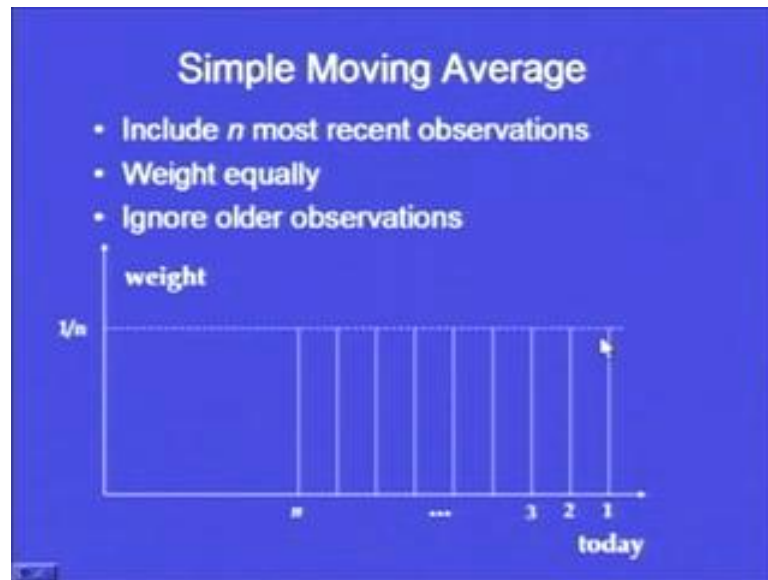 Simple Moving Average
• Include n most recent observations
• Weight equally
• Ignore older observations
weight
1/n
n ... 3 2 1
today